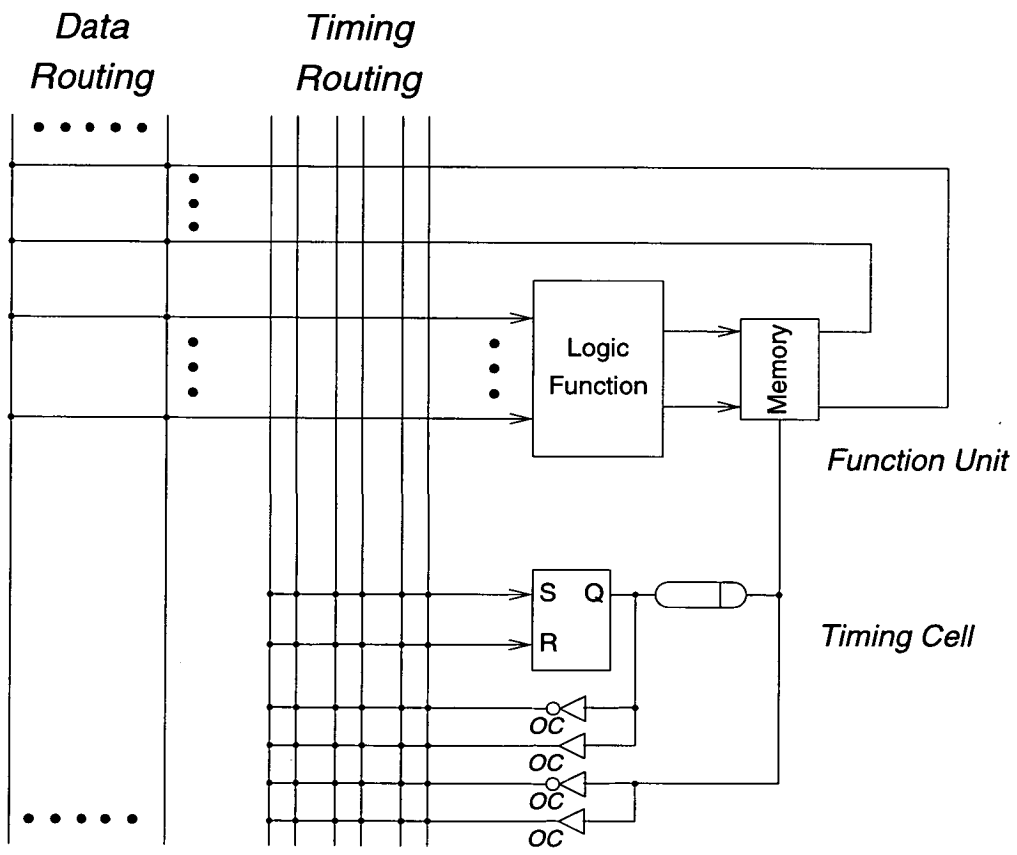 Data
Routing
Timing
Routing
Logic
Function
Memory
Function Unit
S Q
R
Timing Cell
OC
OC
OC
OC